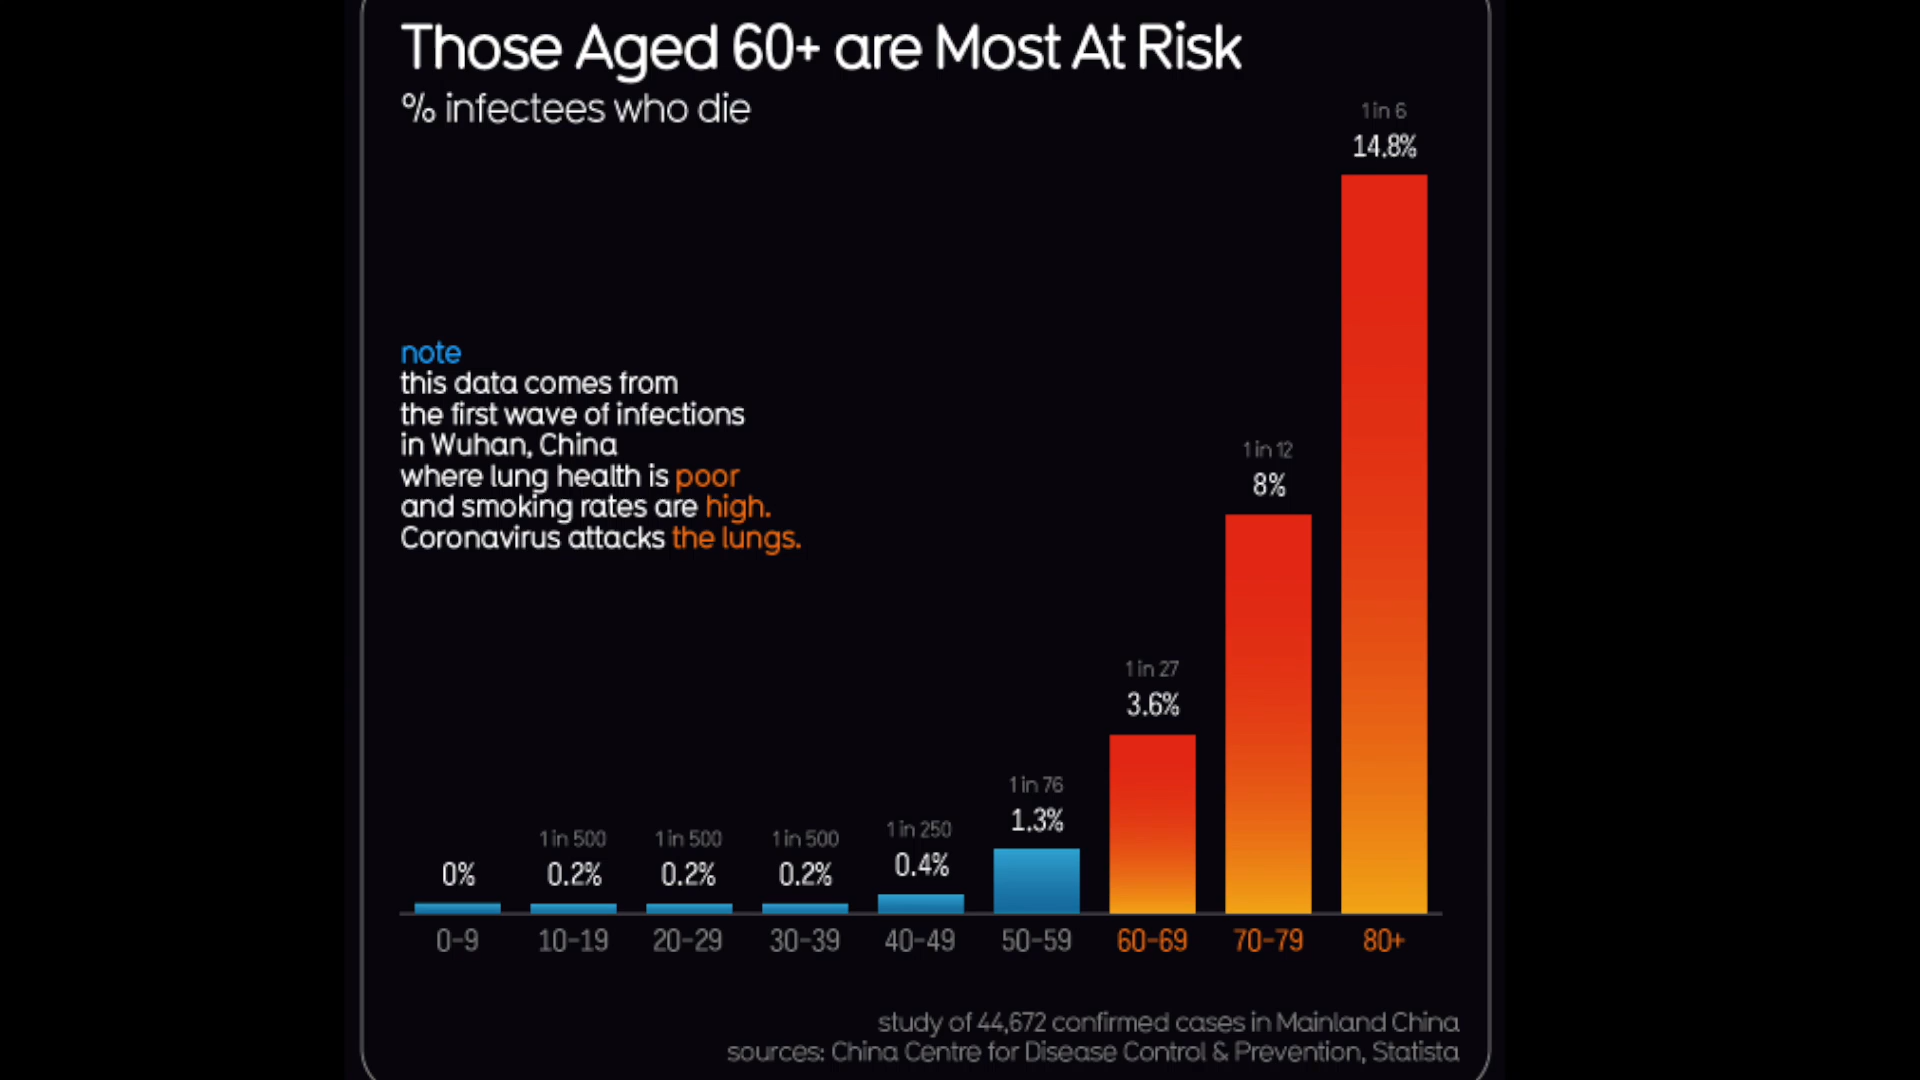 Those Aged 60+ are Most At Risk
% infectees who die
1 in 6
14.8%
note
this data comes from
the first wave of infections
in Wuhan, China
where lung health is poor
and smoking rates are high.
Coronavirus attacks the lungs.
1 in 12
8%
1 in 27
3.6%
1 in 76
1.3%
1 in 500 1 in 500 1 in 500 1 in 250
0% 0.2% 0.2% 0.2% 0.4%
0-9 10-19 20-29 30-39 40-49 50-59 60-69 70-79 80+
study of 44,672 confirmed cases in Mainland China
sources: China Centre for Disease Control & Prevention, Statista